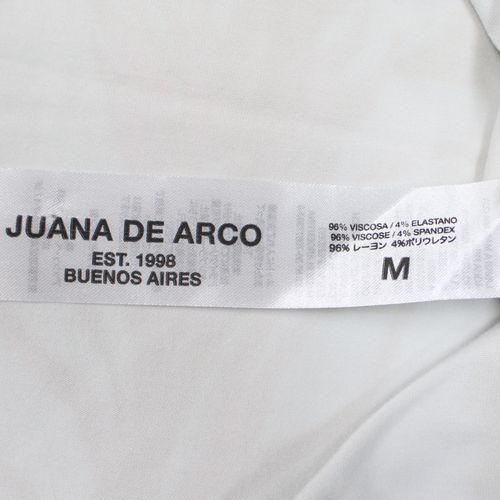 JUANA DE ARCO
EST. 1998
BUENOS AIRES
96% VISCOSA / 4% ELASTANO
96% VISCOSE / 4% SPANDEX
96% レーヨン 4%ポリウレタン
M